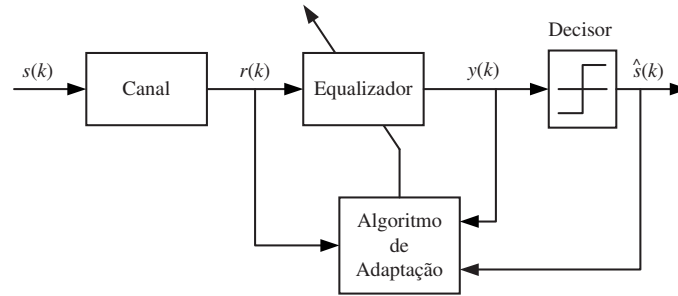 Decisor
s(k)
Canal
r(k)
Equalizador
y(k)
ŝ(k)
Algoritmo
de
Adaptação